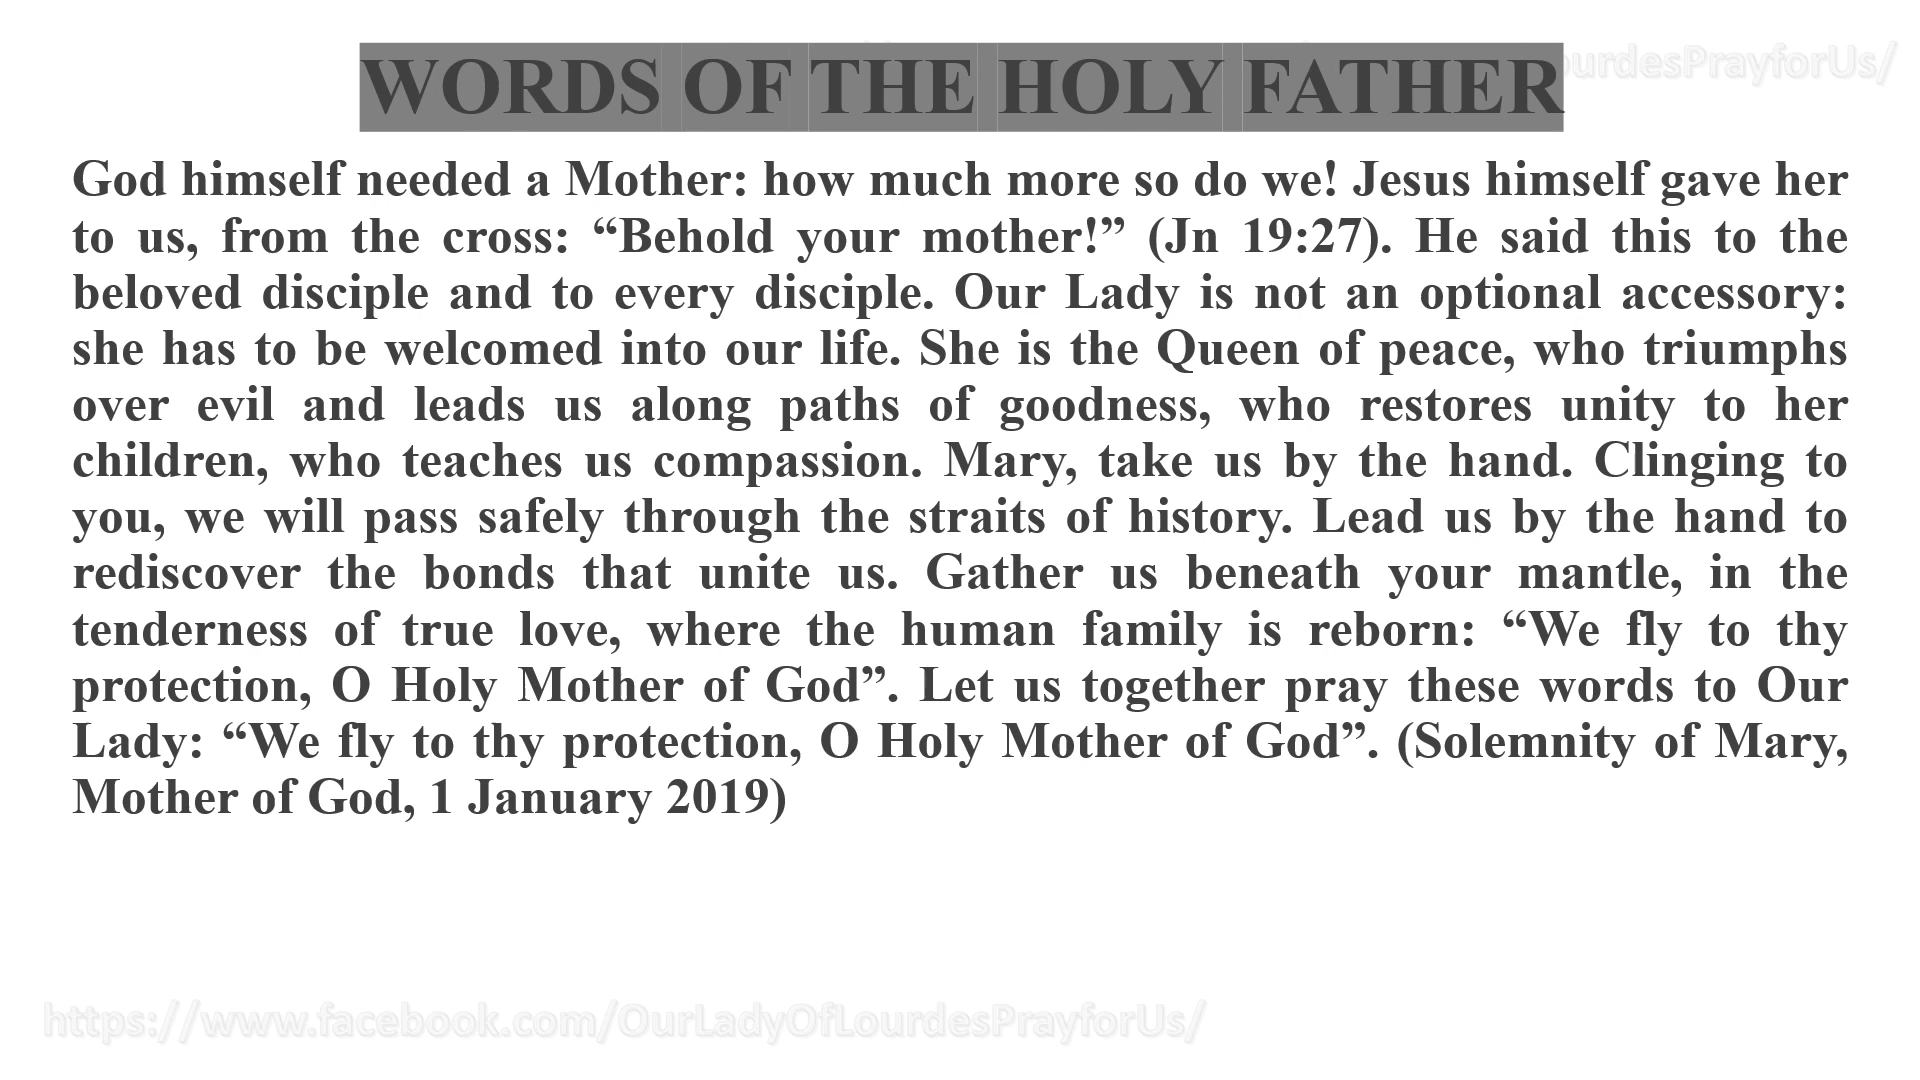 WORDS OF THE HOLY FATHER
ourdesPrayforUs/
God himself needed a Mother: how much more so do we! Jesus himself gave her
to us, from the cross: “Behold your mother!” (Jn 19:27). He said this to the
beloved disciple and to every disciple. Our Lady is not an optional accessory:
she has to be welcomed into our life. She is the Queen of peace, who triumphs
over evil and leads us along paths of goodness, who restores unity to her
children, who teaches us compassion. Mary, take us by the hand. Clinging to
you, we will pass safely through the straits of history. Lead us by the hand to
rediscover the bonds that unite us. Gather us beneath your mantle, in the
tenderness of true love, where the human family is reborn: “We fly to thy
protection, O Holy Mother of God”. Let us together pray these words to Our
Lady: “We fly to thy protection, O Holy Mother of God”. (Solemnity of Mary,
Mother of God, 1 January 2019)
https://www.facebook.com/OurLadyOfLourdesPrayforUs/